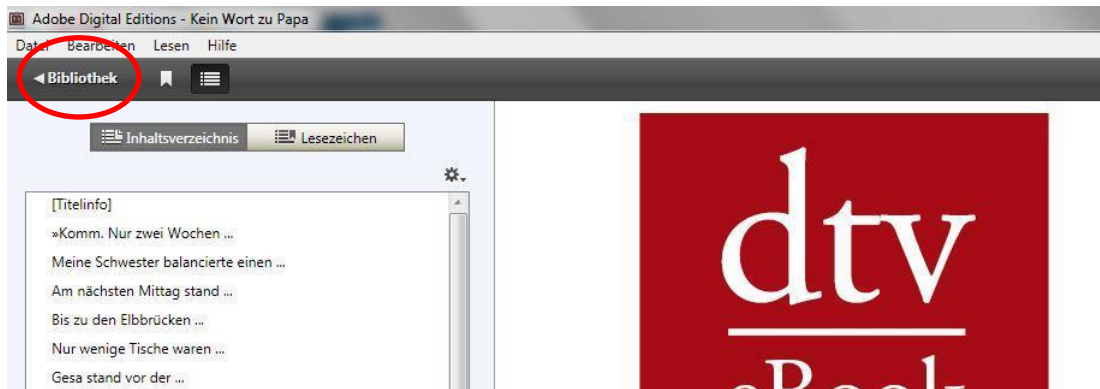 Adobe Digital Editions - Kein Wort zu Papa
Datei Bearbeiten Lesen Hilfe
Bibliothek
Inhaltsverzeichnis Lesezeichen
[Titelinfo]
»Komm. Nur zwei Wochen ...
Meine Schwester balancierte einen ...
Am nächsten Mittag stand ...
Bis zu den Elbbrücken ...
Nur wenige Tische waren ...
Gesa stand vor der ...
dtv
eBook